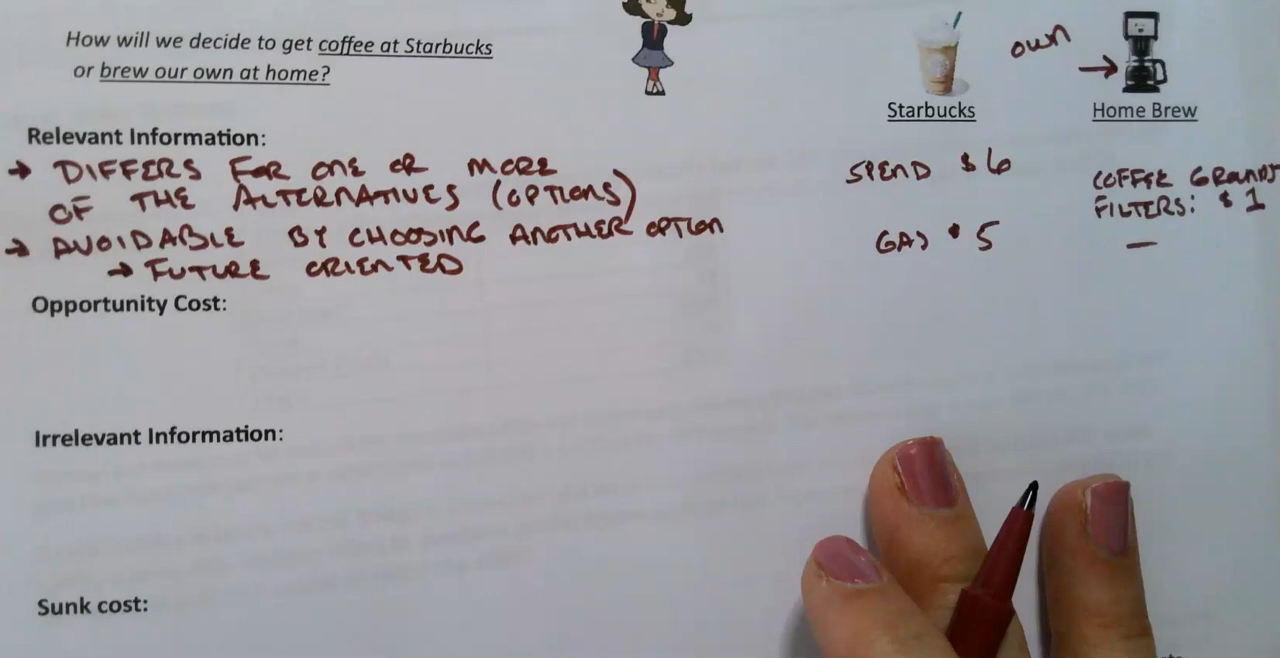 How will we decide to get coffee at Starbucks
or brew our own at home?
own
Starbucks
Home Brew
Relevant Information:
→ DIFFERS FOR ONE OR MORE
OF THE ALTERNATIVES (OPTIONS)
→ AVOIDABLE BY CHOOSING ANOTHER OPTION
→ FUTURE ORIENTED
SPEND $6
COFFEE GROUNDS
FILTERS: $1
GAS $5
—
Opportunity Cost:
Irrelevant Information:
Sunk cost: